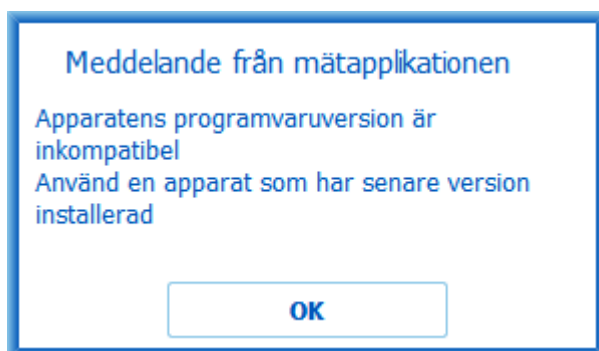 Meddelande från mätapplikationen
Apparatens programvaruversion är
inkompatibel
Använd en apparat som har senare version
installerad
OK